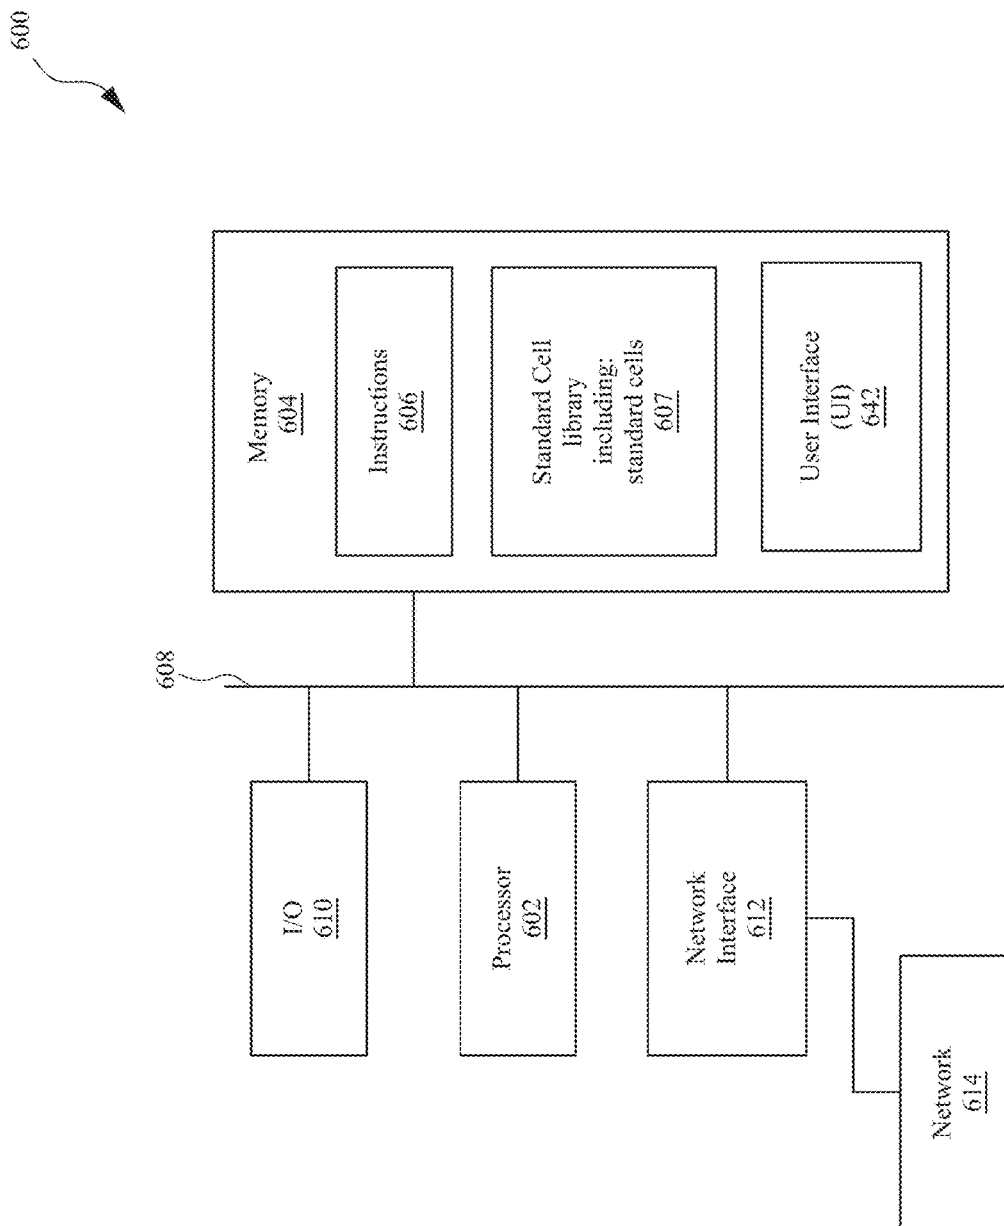 600
Memory
604
Instructions
606
Standard Cell
library
including:
standard cells
607
User Interface
(UI)
642
608
I/O
610
Processor
602
Network
Interface
612
Network
614